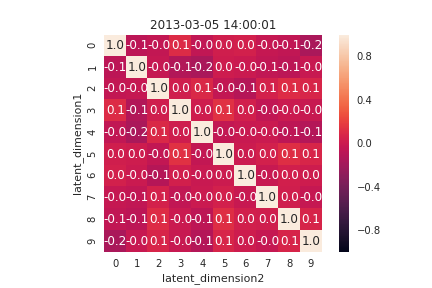 2013-03-05 14:00:01
latent_dimension1
0 1.0 -0.1 -0.0 0.1 -0.0 0.0 0.0 -0.0 -0.1 -0.2
1 -0.1 1.0 -0.0 -0.1 -0.2 0.0 -0.0 -0.1 -0.1 -0.0
2 -0.0 -0.0 1.0 0.0 0.1 -0.0 -0.1 0.1 0.1 0.1
3 0.1 -0.1 0.0 1.0 0.0 0.1 0.0 -0.0 -0.0 -0.0
4 -0.0 -0.2 0.1 0.0 1.0 -0.0 -0.0 -0.0 -0.1 -0.1
5 0.0 0.0 -0.0 0.1 -0.0 1.0 0.0 0.0 0.1 0.1
6 0.0 -0.0 -0.1 0.0 -0.0 0.0 1.0 -0.0 0.0 0.0
7 -0.0 -0.1 0.1 -0.0 -0.0 0.0 -0.0 1.0 0.0 -0.0
8 -0.1 -0.1 0.1 -0.0 -0.1 0.1 0.0 0.0 1.0 0.1
9 -0.2 -0.0 0.1 -0.0 -0.1 0.1 0.0 -0.0 0.1 1.0
0 1 2 3 4 5 6 7 8 9
latent_dimension2
0.8
0.4
0.0
−0.4
−0.8